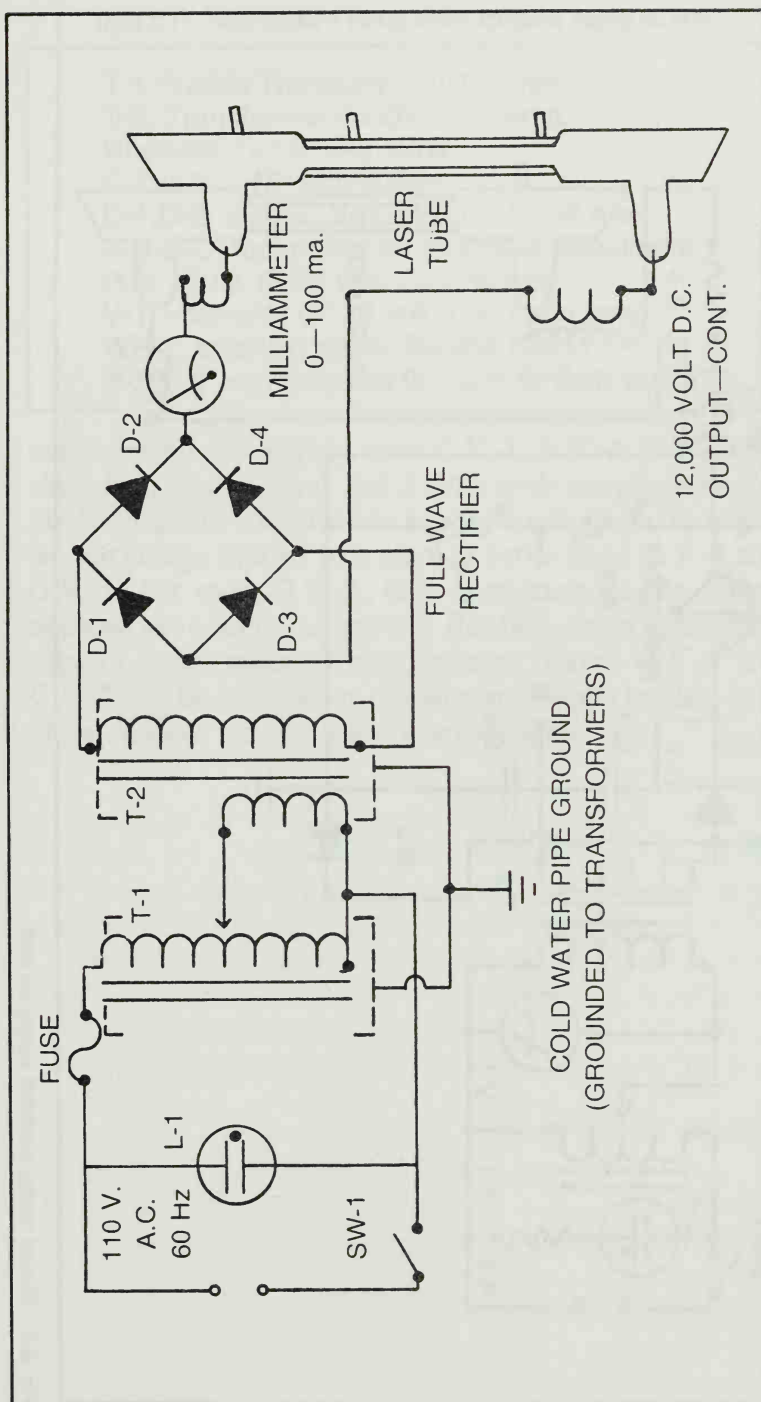 110 V.
A.C.
60 Hz
L-1
SW-1
FUSE
T-1
T-2
COLD WATER PIPE GROUND
(GROUNDED TO TRANSFORMERS)
D-1
D-2
D-3
D-4
FULL WAVE
RECTIFIER
MILLIAMMETER
0—100 ma.
LASER
TUBE
12,000 VOLT D.C.
OUTPUT—CONT.